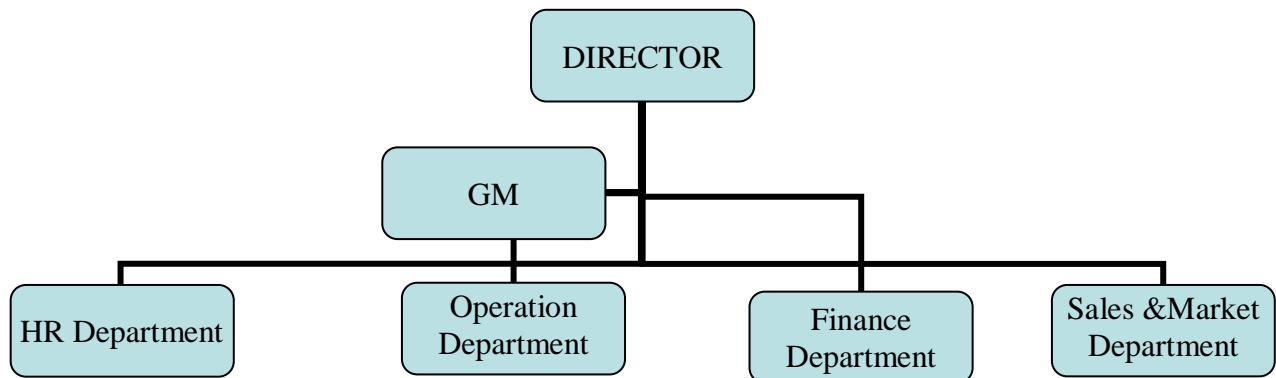 DIRECTOR
GM
HR Department
Operation
Department
Finance
Department
Sales &Market
Department